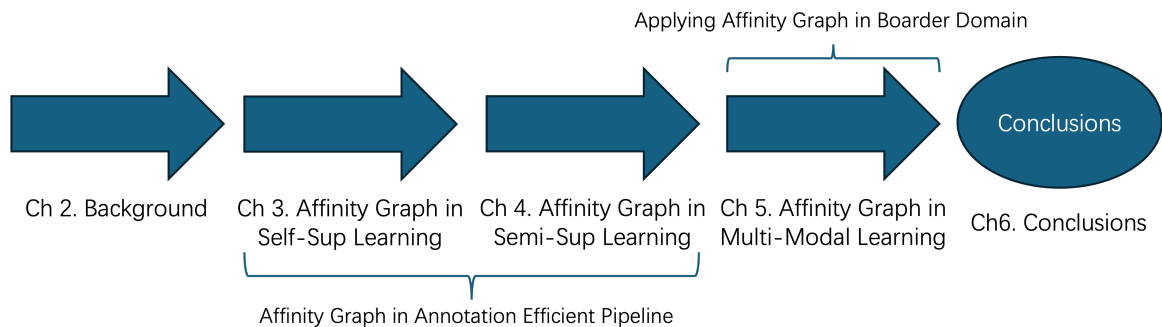 Applying Affinity Graph in Boarder Domain
Conclusions
Ch 2. Background
Ch 3. Affinity Graph in
Self-Sup Learning
Ch 4. Affinity Graph in
Semi-Sup Learning
Ch 5. Affinity Graph in
Multi-Modal Learning
Ch6. Conclusions
Affinity Graph in Annotation Efficient Pipeline